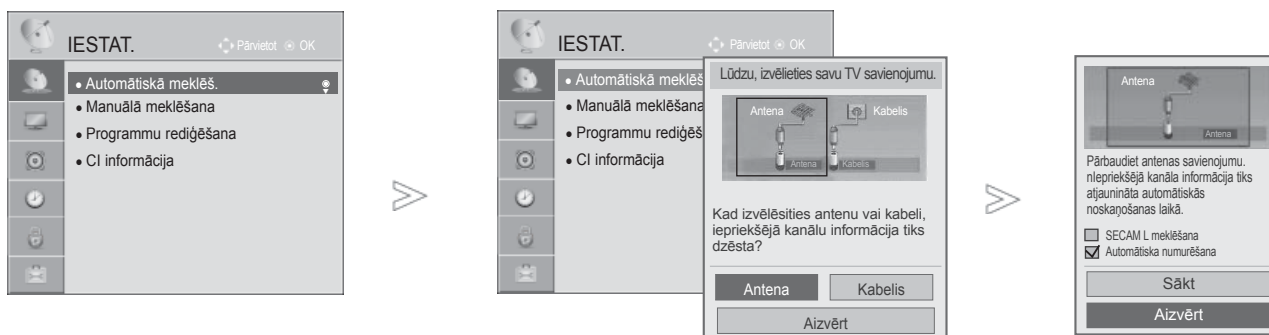 IESTAT.
Pārvietot OK
• Automātiskā meklēš.
• Manuālā meklēšana
• Programmu rediģēšana
• CI informācija
>
IESTAT.
Pārvietot OK
• Automātiskā meklēš
• Manuālā meklēšana
• Programmu rediģēš
• CI informācija
Lūdzu, izvēlieties savu TV savienojumu.
Antena Kabelis
Antena Kabelis
Kad izvēlēsities antenu vai kabeli,
iepriekšējā kanālu informācija tiks
dzēsta?
Antena Kabelis
Aizvērt
>
Antena
Antena
Pārbaudiet antenas savienojumu.
nIepriekšējā kanāla informācija tiks
atjaunināta automātiskās
noskaņošanas laikā.
SECAM L meklēšana
Automātiska numurēšana
Sākt
Aizvērt